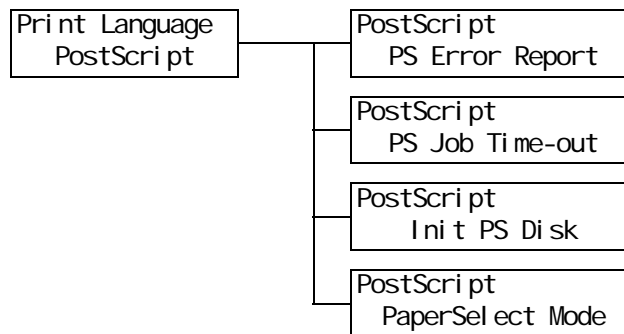 Print Language
PostScript
PostScript
PS Error Report
PostScript
PS Job Time-out
PostScript
Init PS Disk
PostScript
PaperSelect Mode